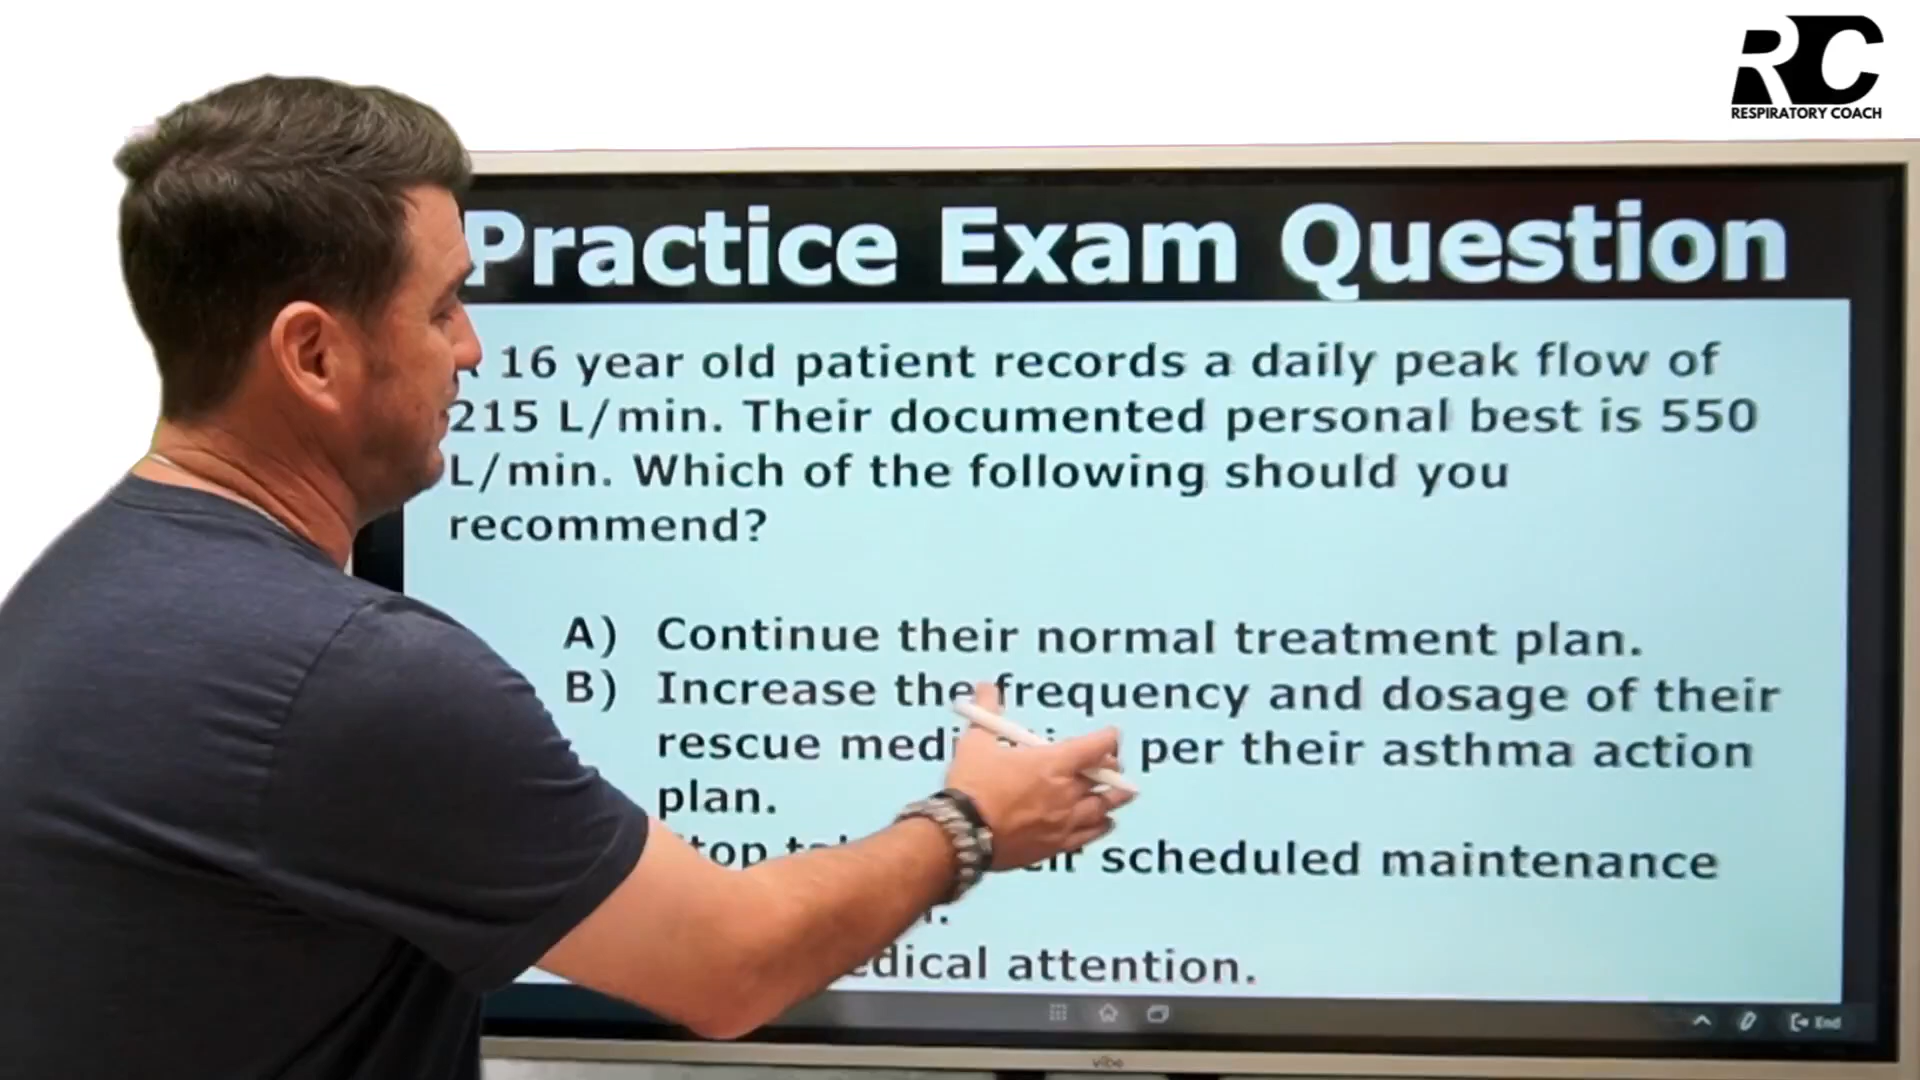 RC
RESPIRATORY COACH
Practice Exam Question
16 year old patient records a daily peak flow of
215 L/min. Their documented personal best is 550
L/min. Which of the following should you
recommend?
A) Continue their normal treatment plan.
B) Increase the frequency and dosage of their
rescue per their asthma action
plan.
scheduled maintenance
attention.
End
vibe